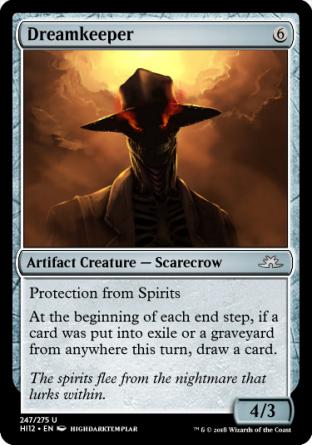 Dreamkeeper 6
Artifact Creature — Scarecrow
Protection from Spirits
At the beginning of each end step, if a
card was put into exile or a graveyard
from anywhere this turn, draw a card.
The spirits flee from the nightmare that
lurks within.
4/3
247/275 U
HI12 • EN HIGHDARKTEMPLAR
™ & © 2018 Wizards of the Coast